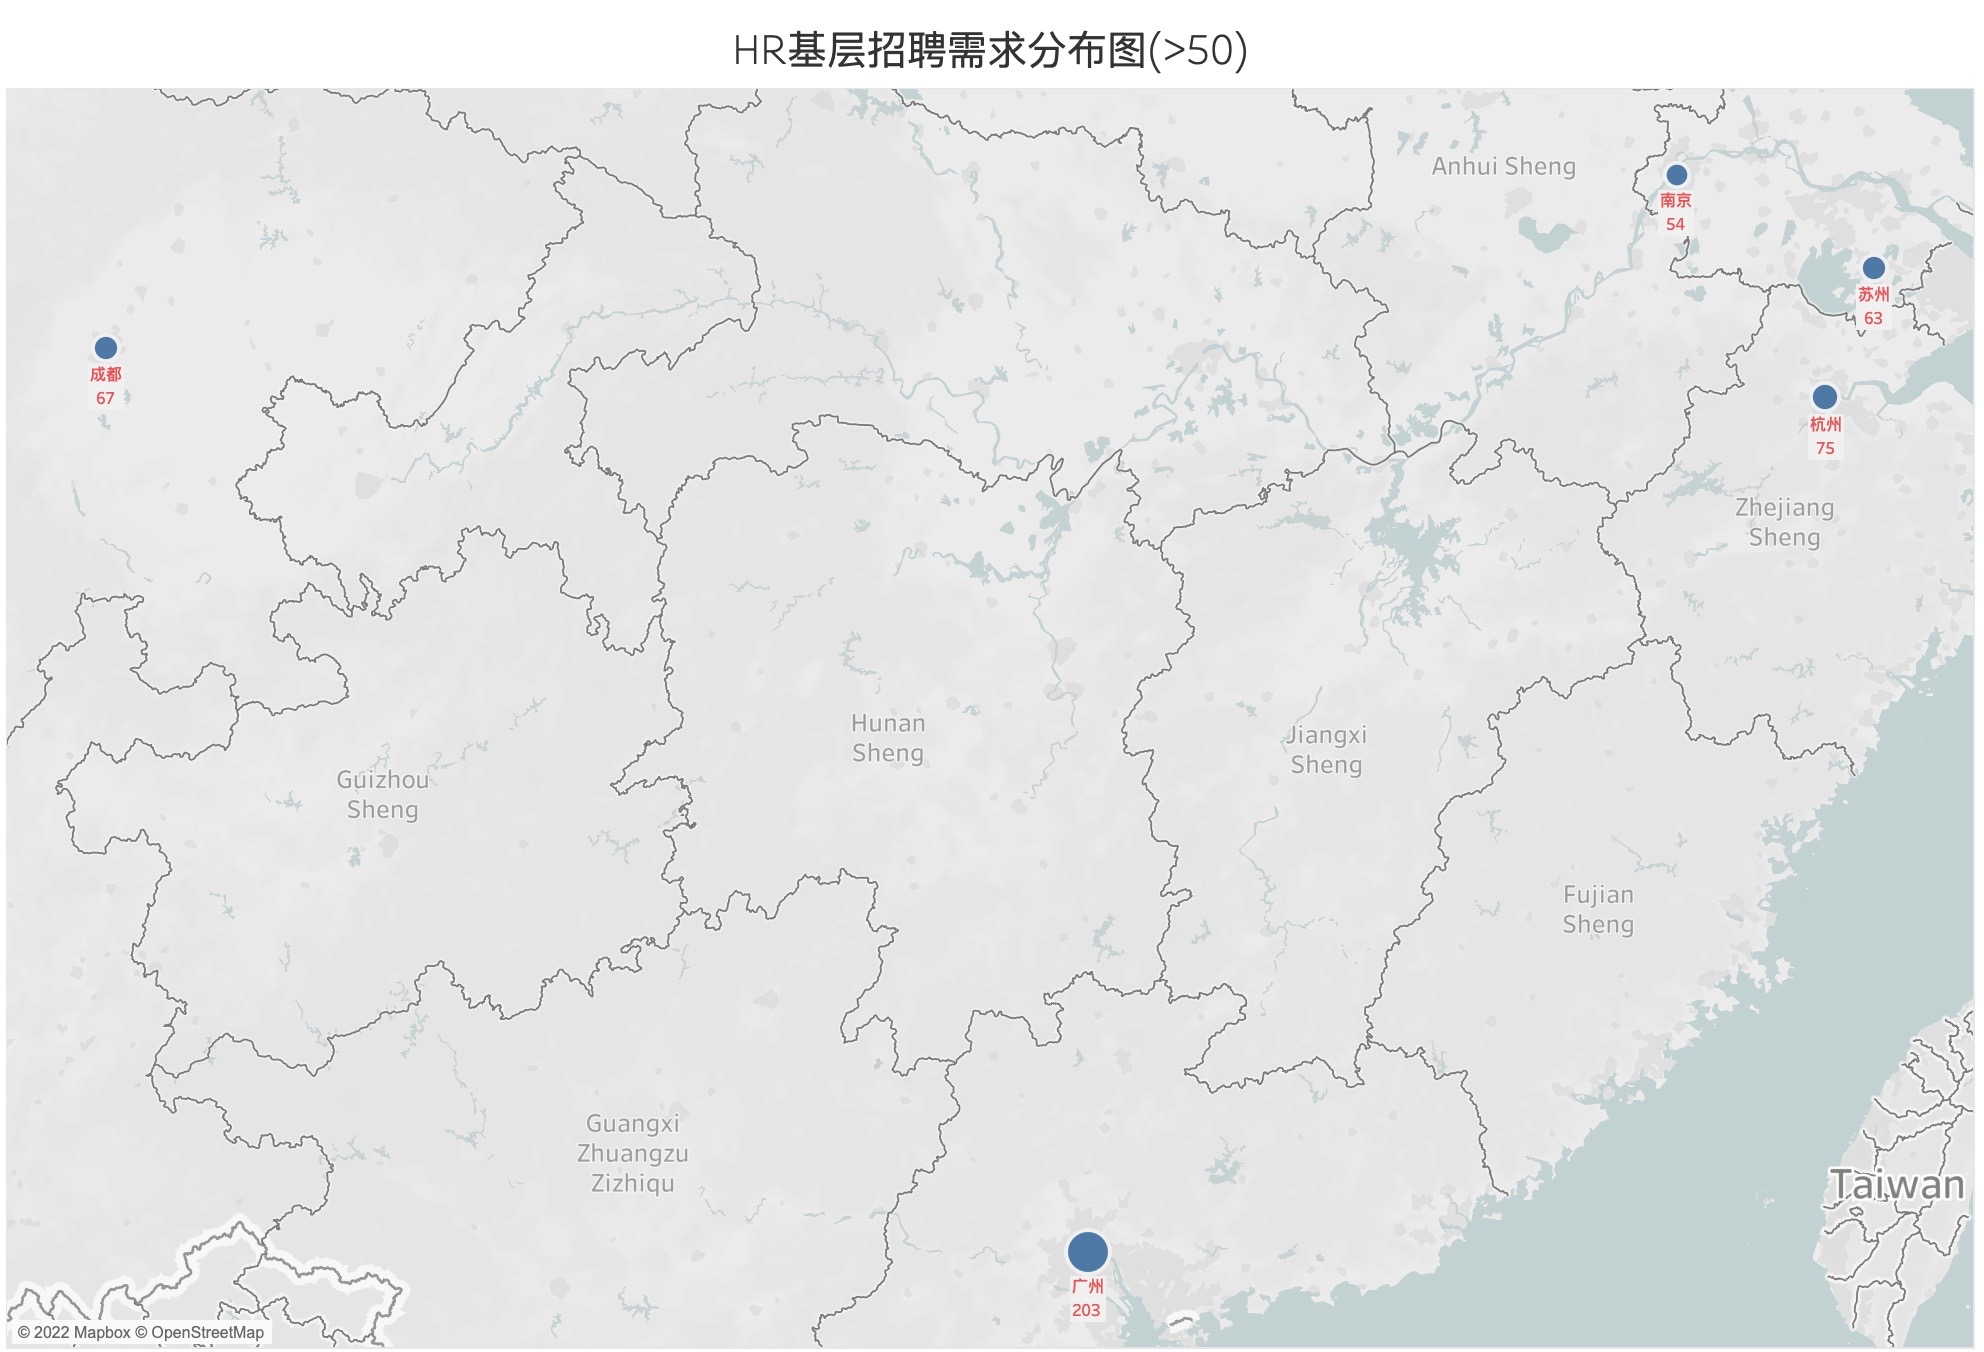 HR基层招聘需求分布图(>50)
Anhui Sheng
南京
54
苏州
63
成都
67
杭州
75
Zhejiang
Sheng
Hunan
Sheng
Jiangxi
Sheng
Guizhou
Sheng
Fujian
Sheng
Guangxi
Zhuangzu
Zizhiqu
Taiwan
广州
203
© 2022 Mapbox © OpenStreetMap